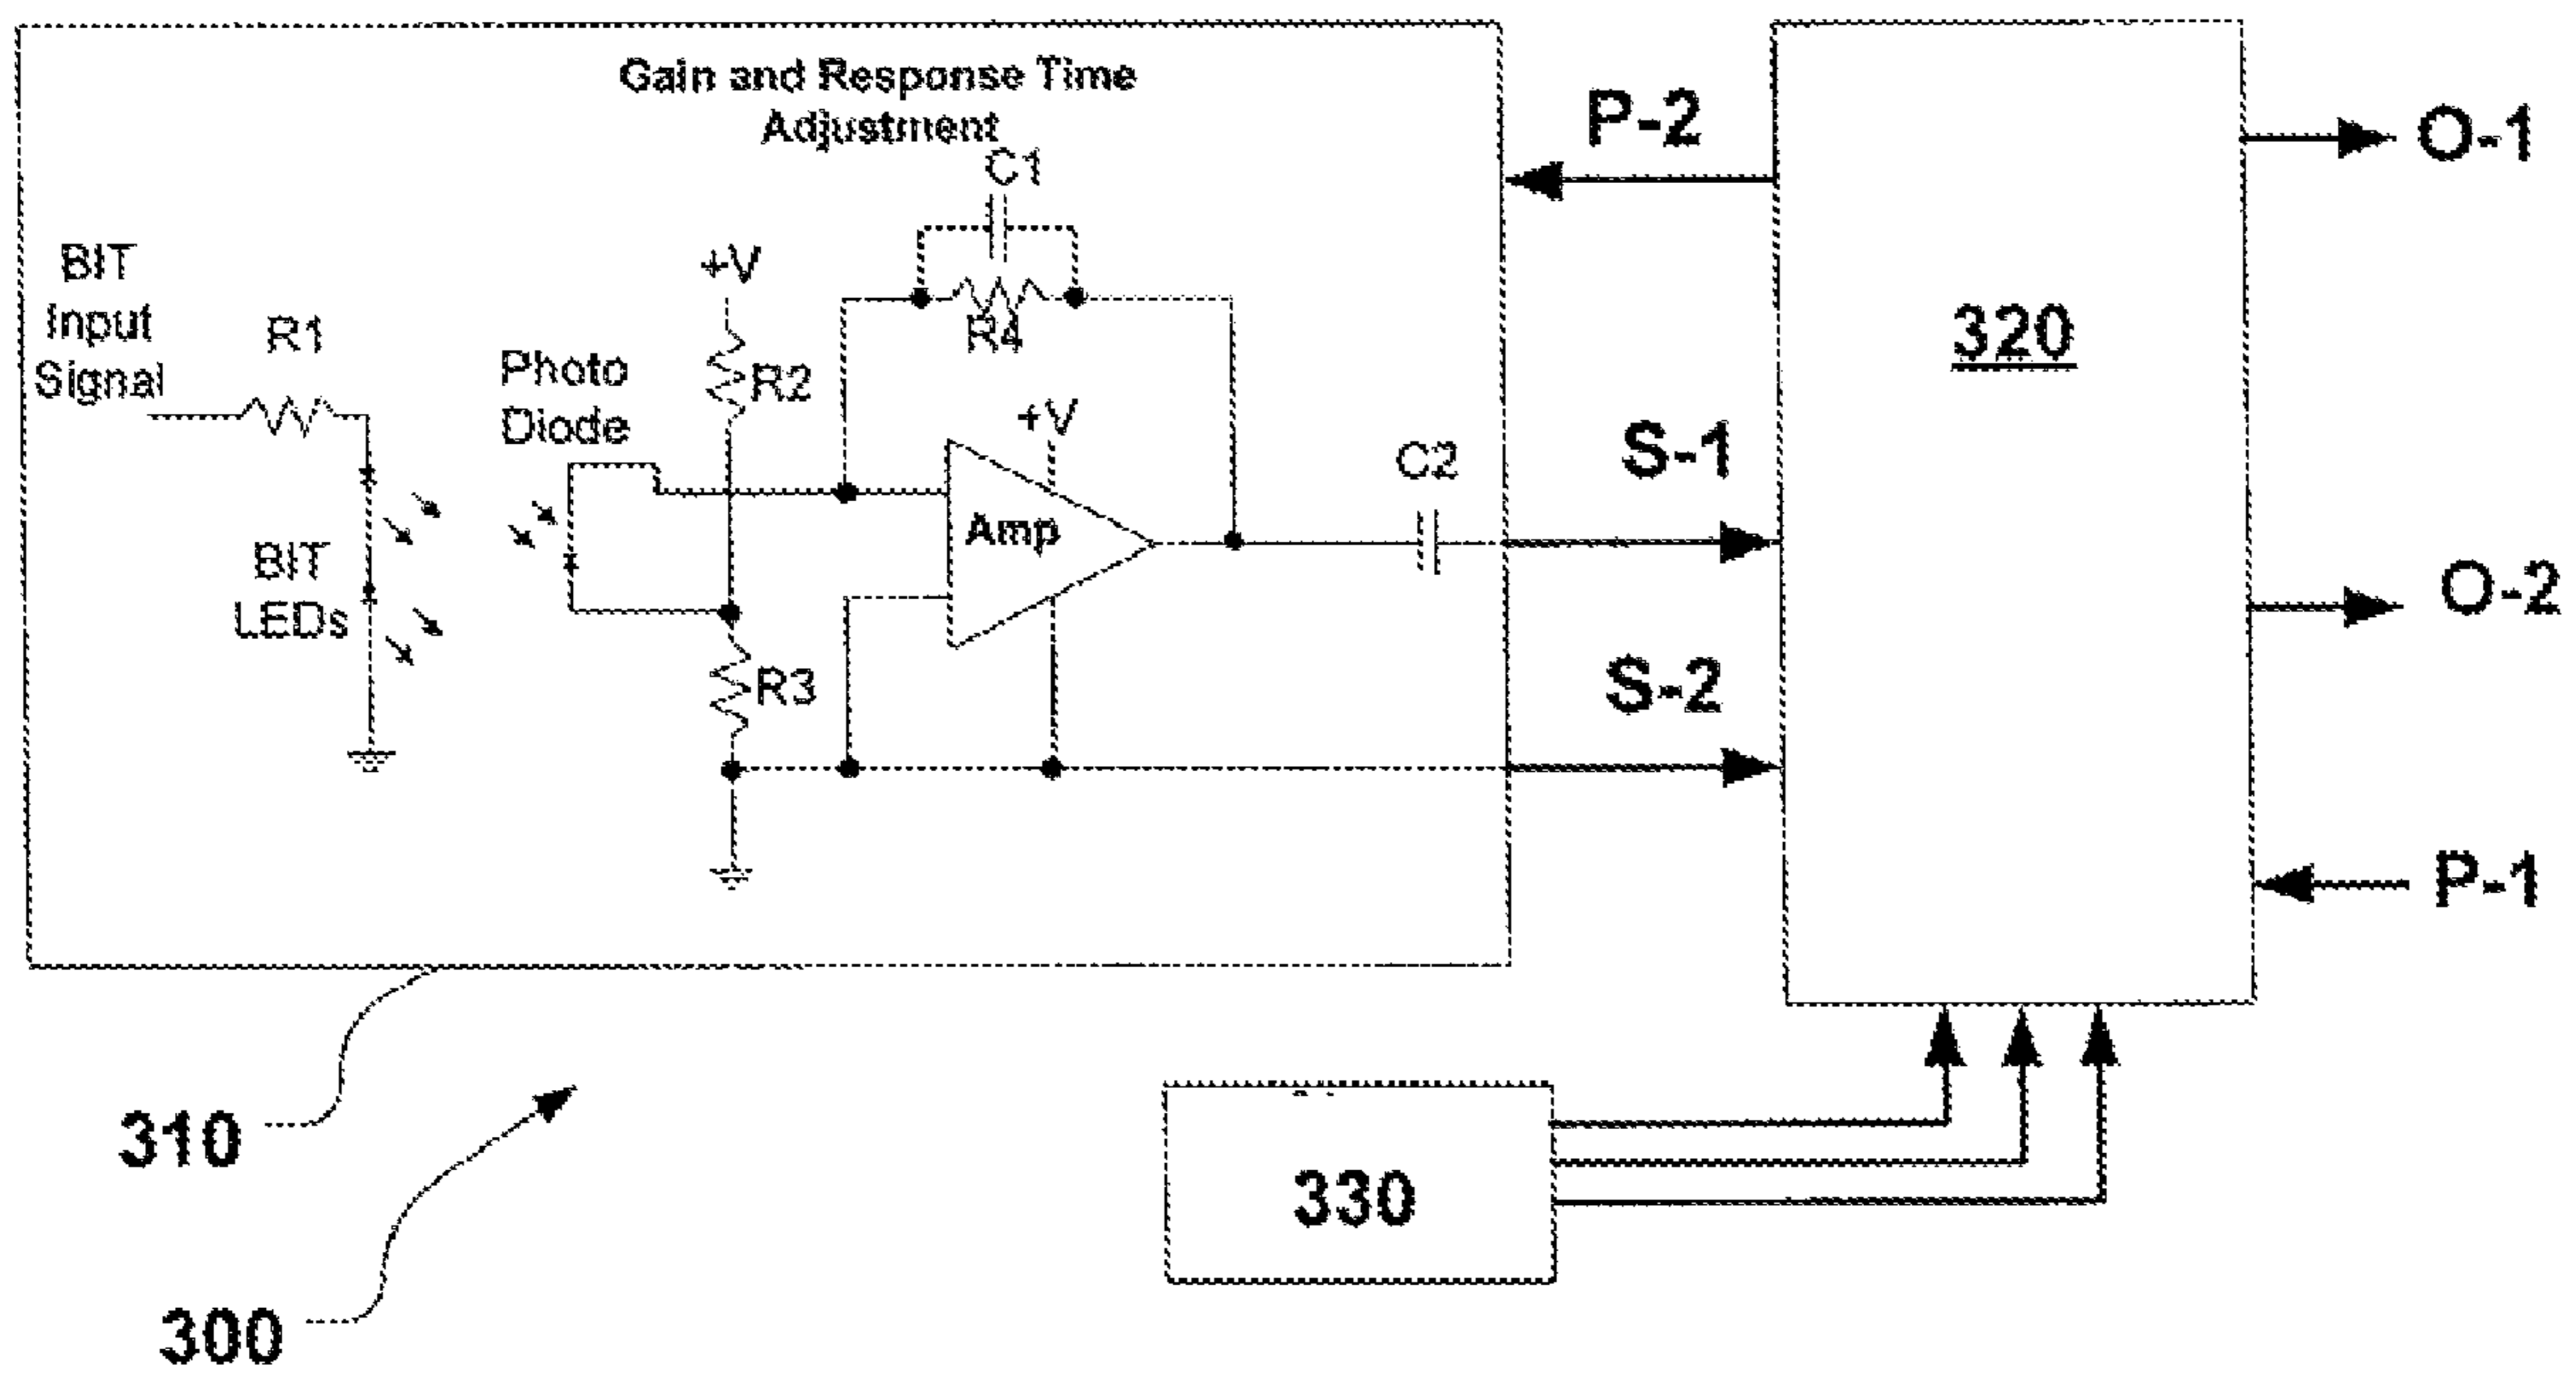 Gain and Response Time
Adjustment
C1
P-2
O-1
BIT
Input
Signal
R1
+V
R4
320
Photo
Diode
R2
+V
Amp
C2
S-1
BIT
LEDs
O-2
R3
S-2
P-1
310
330
300